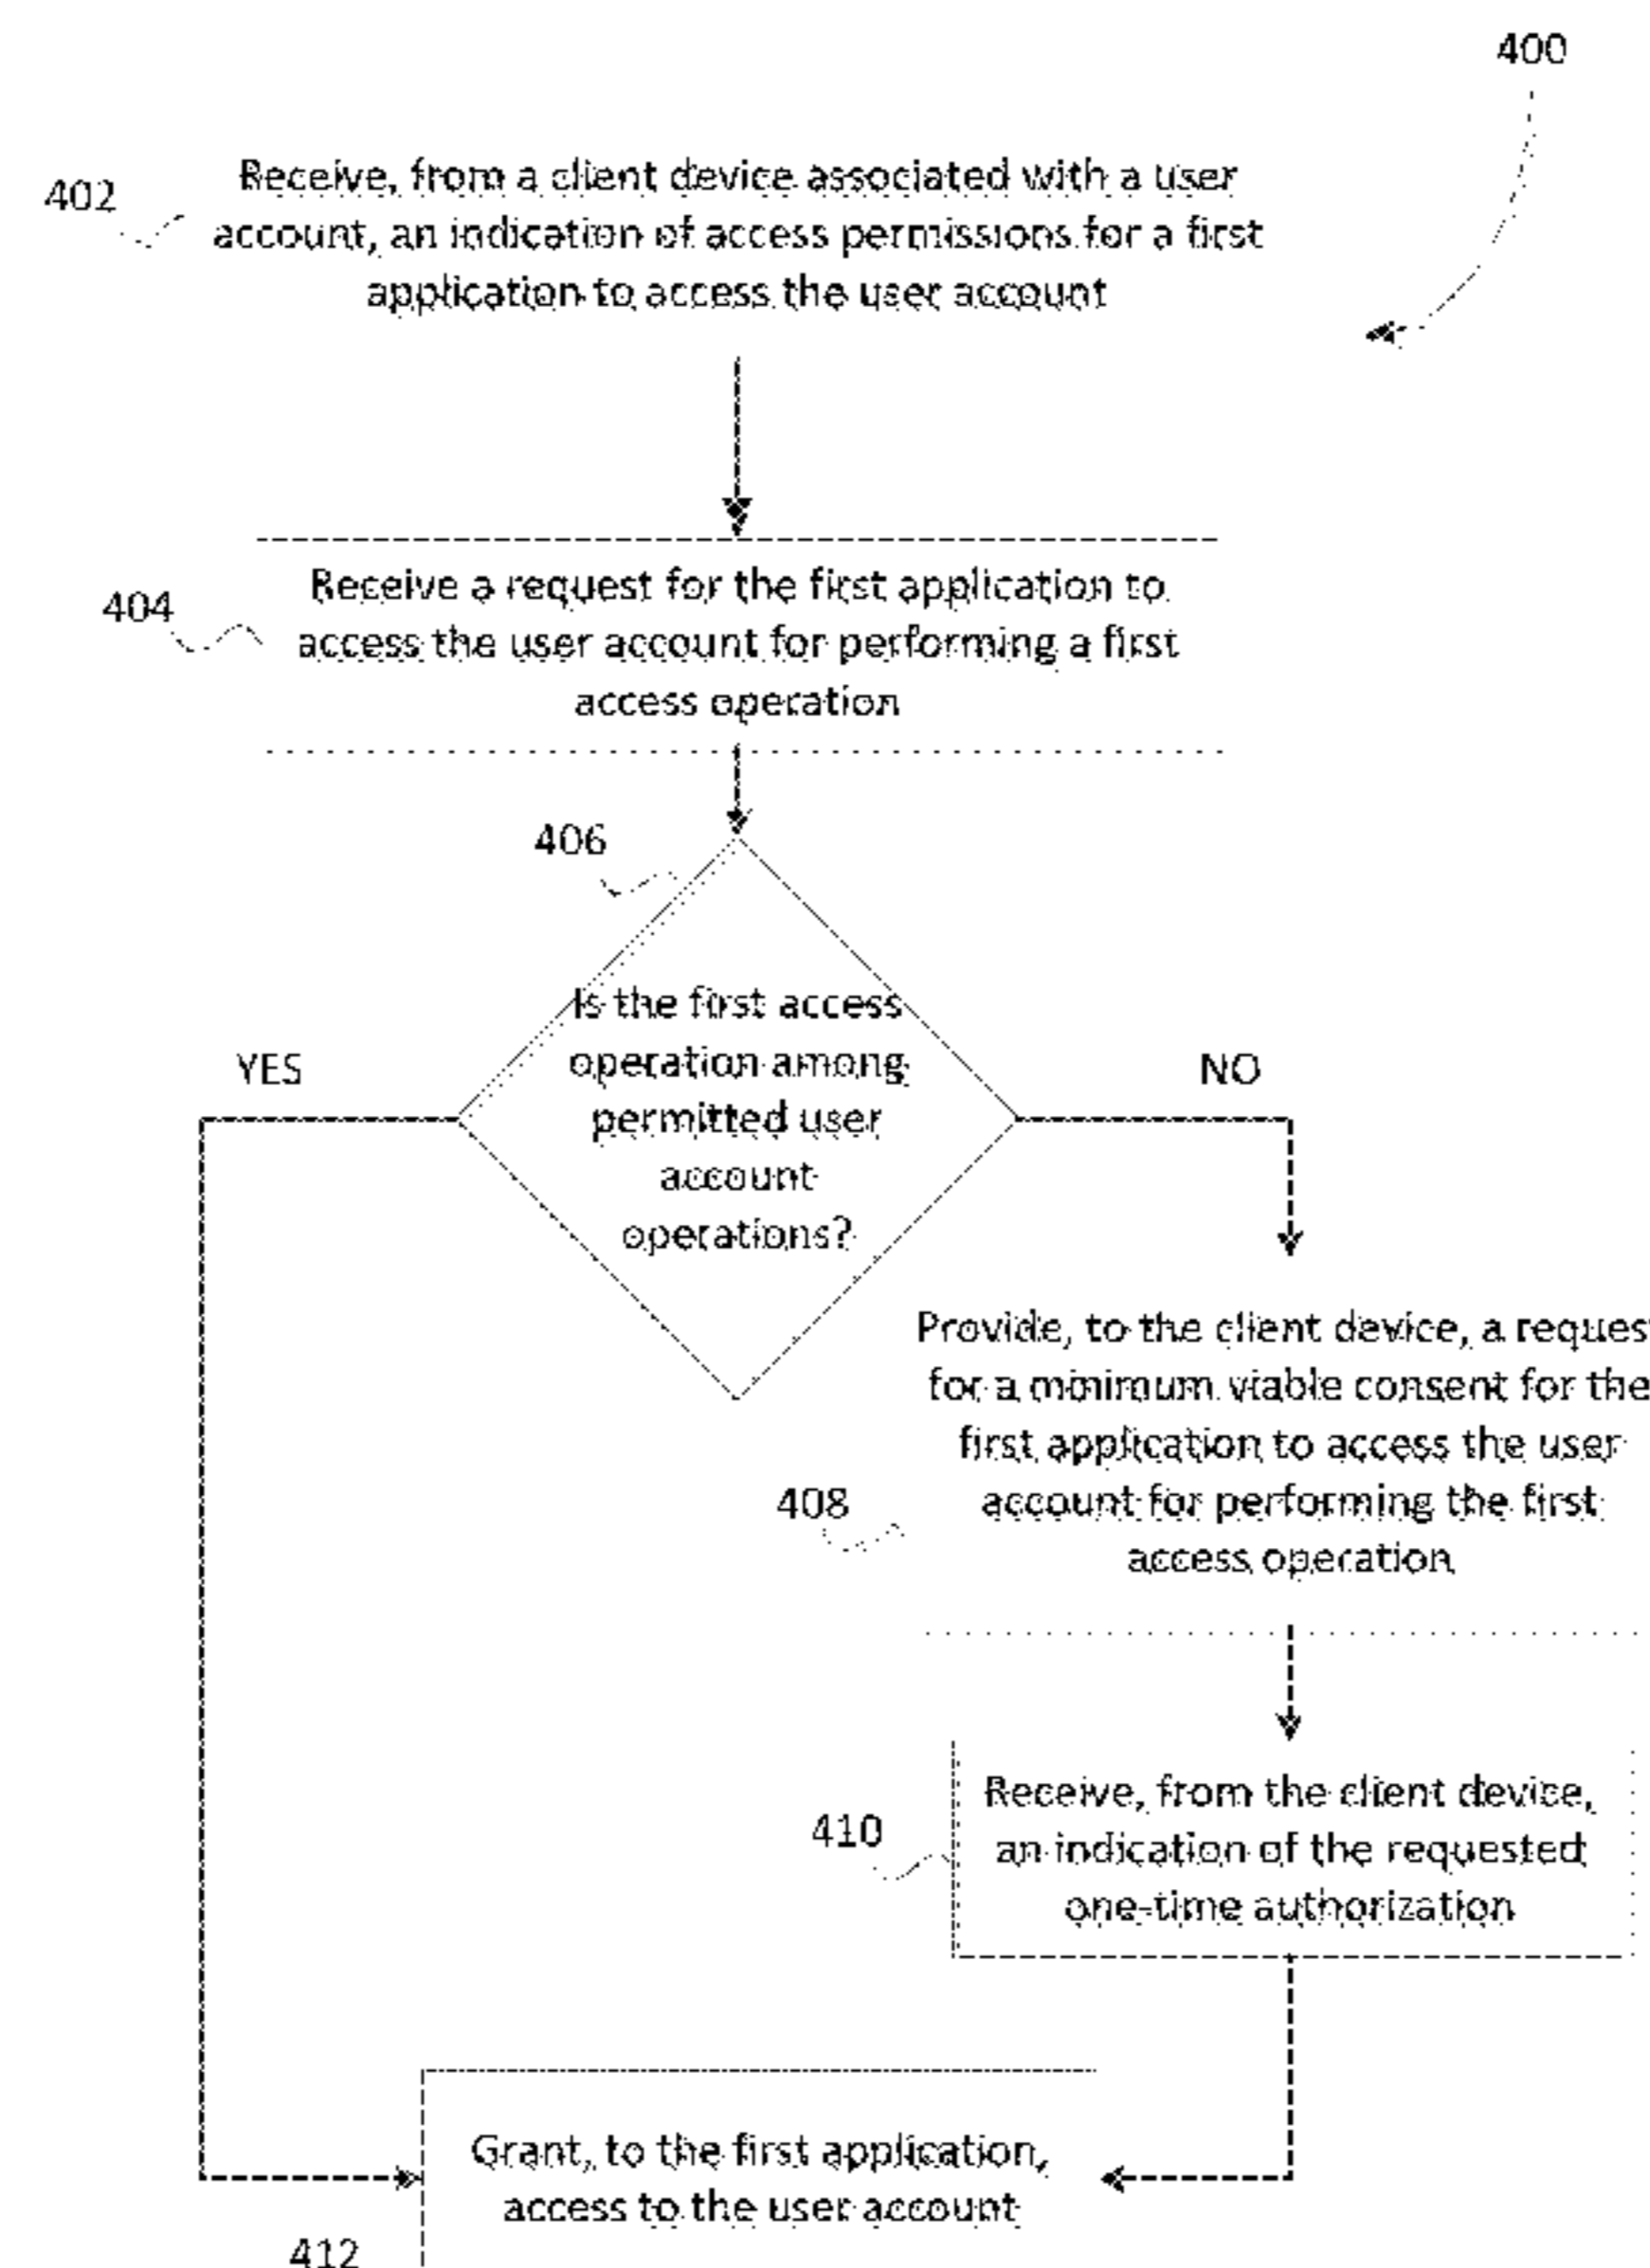 400
402
Receive, from a client device associated with a user
account, an indication of access permissions for a first
application to access the user account
404
Receive a request for the first application to
access the user account for performing a first
access operation
406
Is the first access
operation among
permitted user
account
operations?
YES
NO
Provide, to the client device, a reques
for a minimum viable consent for the
first application to access the user
account for performing the first
access operation
408
Receive, from the client device,
an indication of the requested
one-time authorization
410
Grant, to the first application,
access to the user account
412